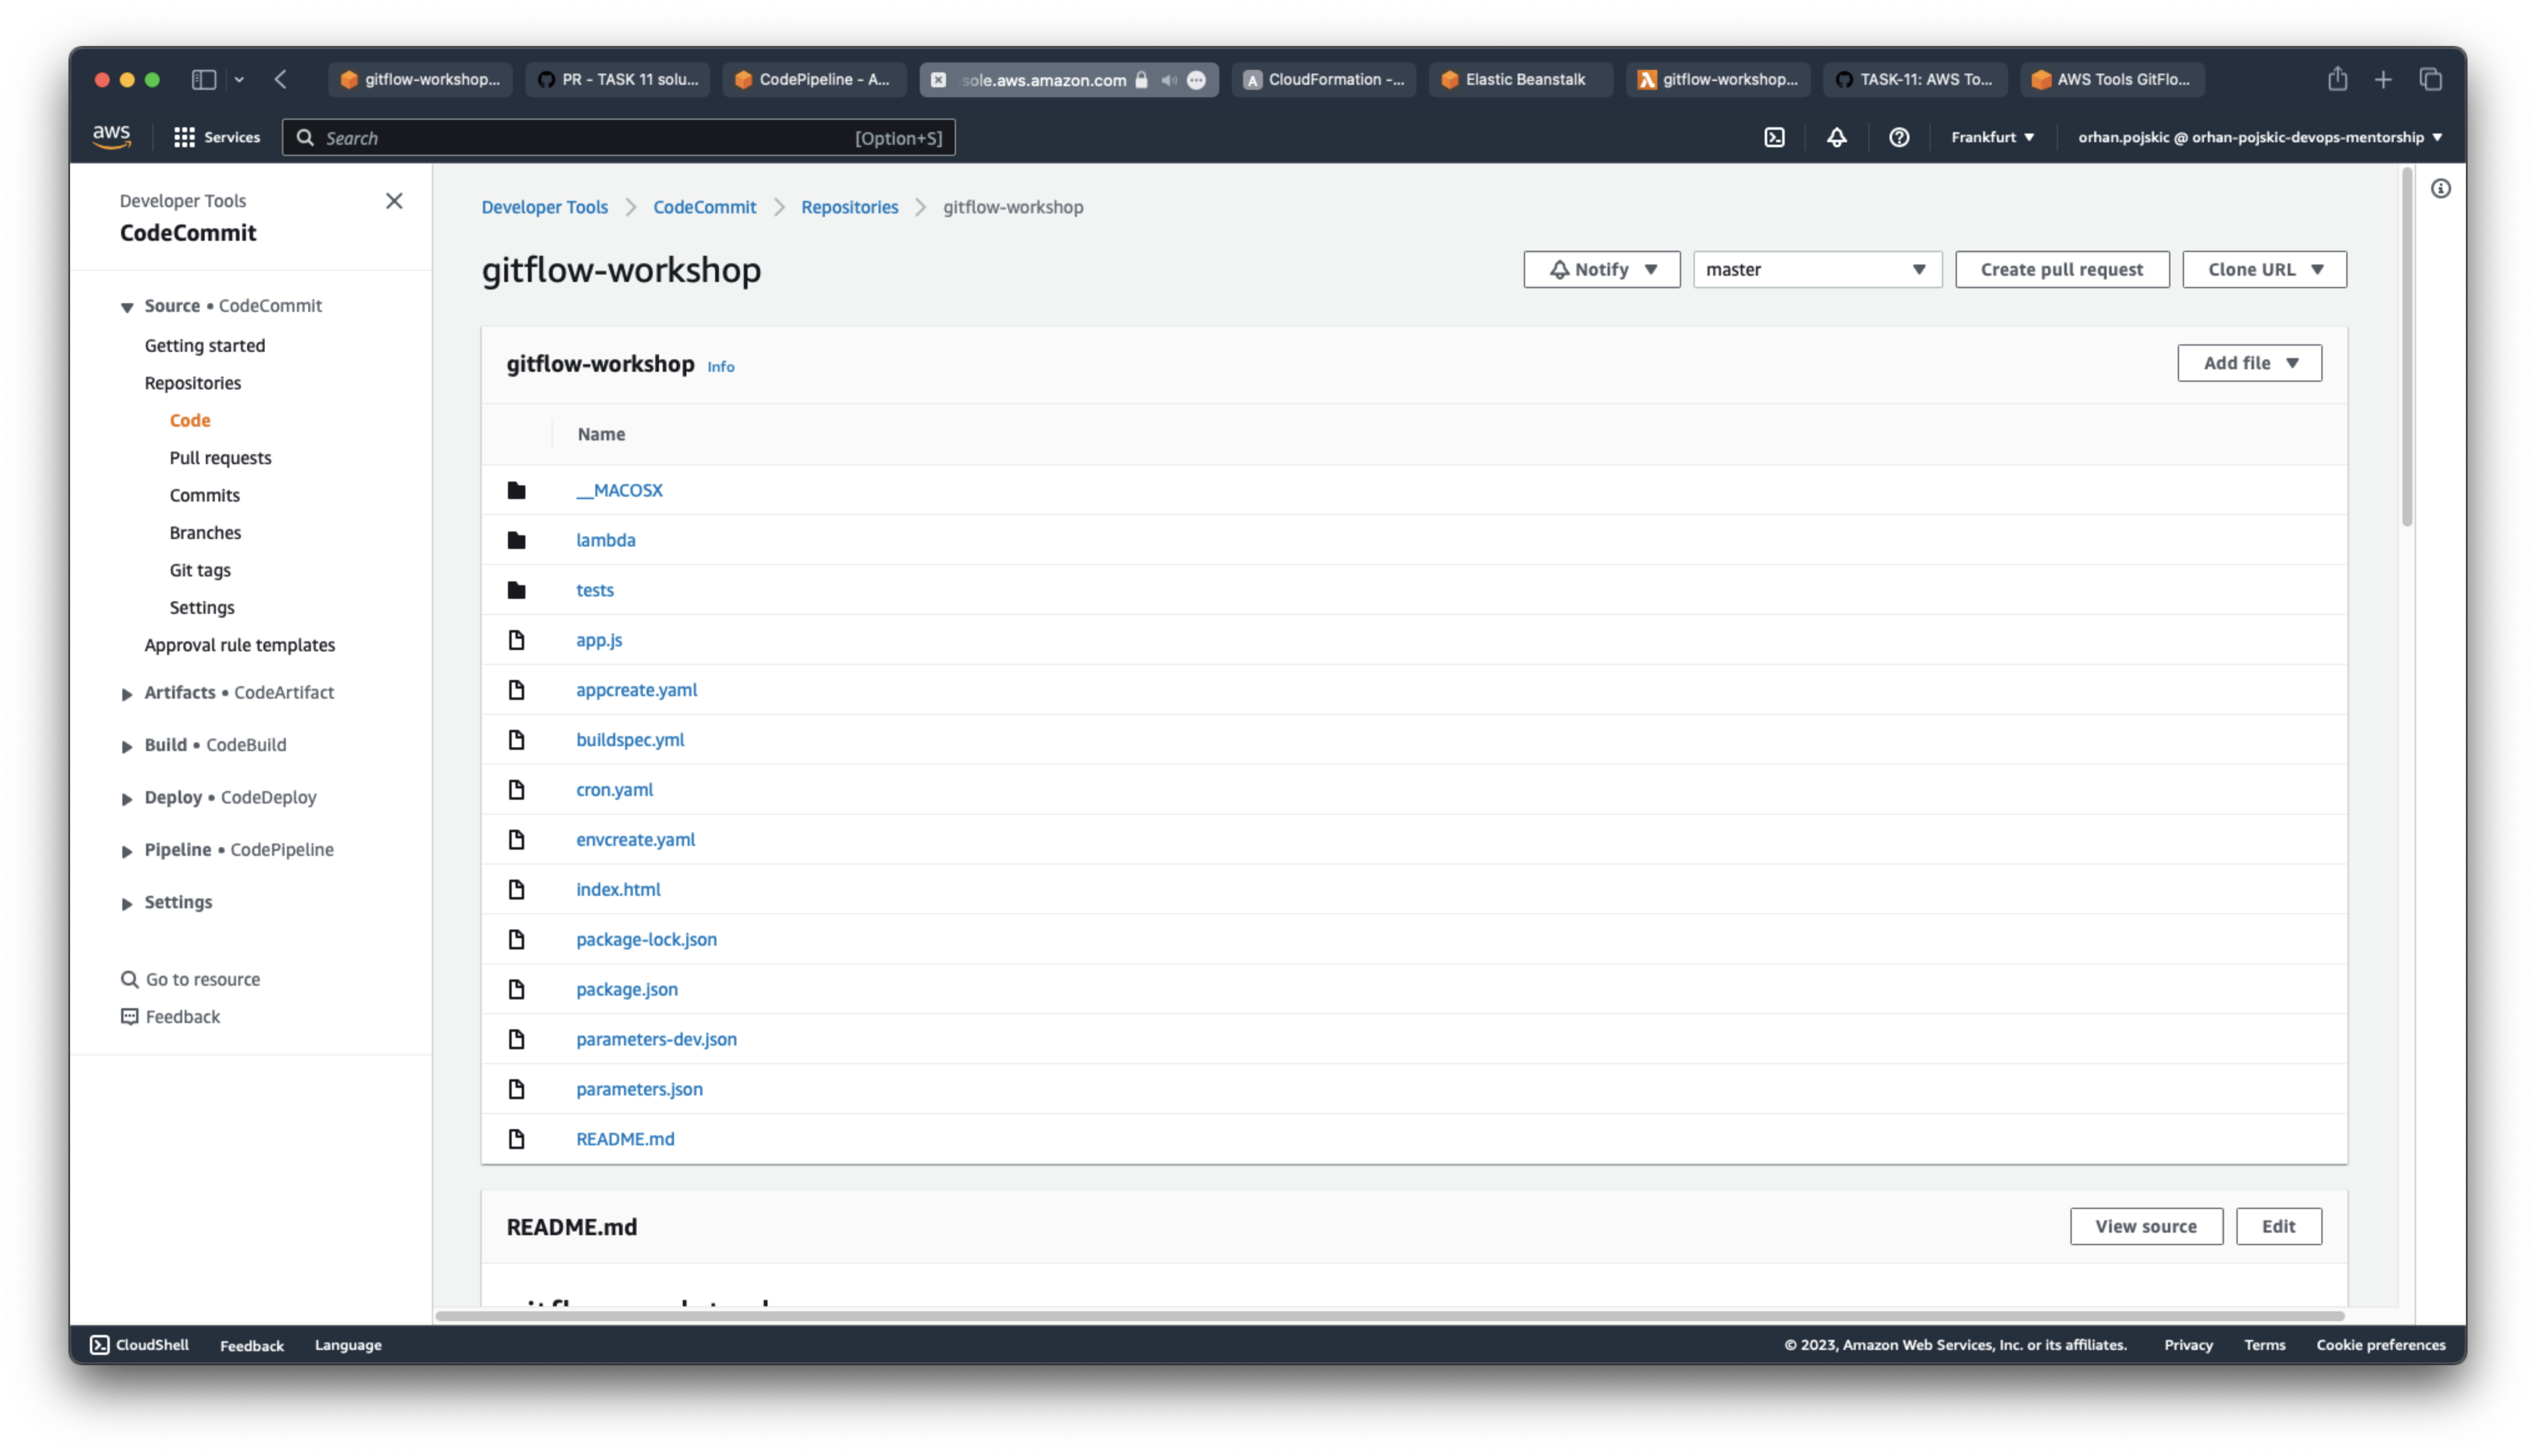 gitflow-workshop...
PR - TASK 11 solu...
CodePipeline - A...
sole.aws.amazon.com
A CloudFormation -...
Elastic Beanstalk
gitflow-workshop...
TASK-11: AWS To...
AWS Tools GitFlo...
aws
Services
Search
[Option+S]
Frankfurt
orhan.pojskic @ orhan-pojskic-devops-mentorship
Developer Tools
CodeCommit
Source • CodeCommit
Getting started
Repositories
Code
Pull requests
Commits
Branches
Git tags
Settings
Approval rule templates
Artifacts • CodeArtifact
Build • CodeBuild
Deploy • CodeDeploy
Pipeline • CodePipeline
Settings
Go to resource
Feedback
Developer Tools > CodeCommit > Repositories > gitflow-workshop
gitflow-workshop
Notify
master
Create pull request
Clone URL
gitflow-workshop Info
Add file
Name
__MACOSX
lambda
tests
app.js
appcreate.yaml
buildspec.yml
cron.yaml
envcreate.yaml
index.html
package-lock.json
package.json
parameters-dev.json
parameters.json
README.md
README.md
View source
Edit
CloudShell
Feedback
Language
© 2023, Amazon Web Services, Inc. or its affiliates.
Privacy
Terms
Cookie preferences